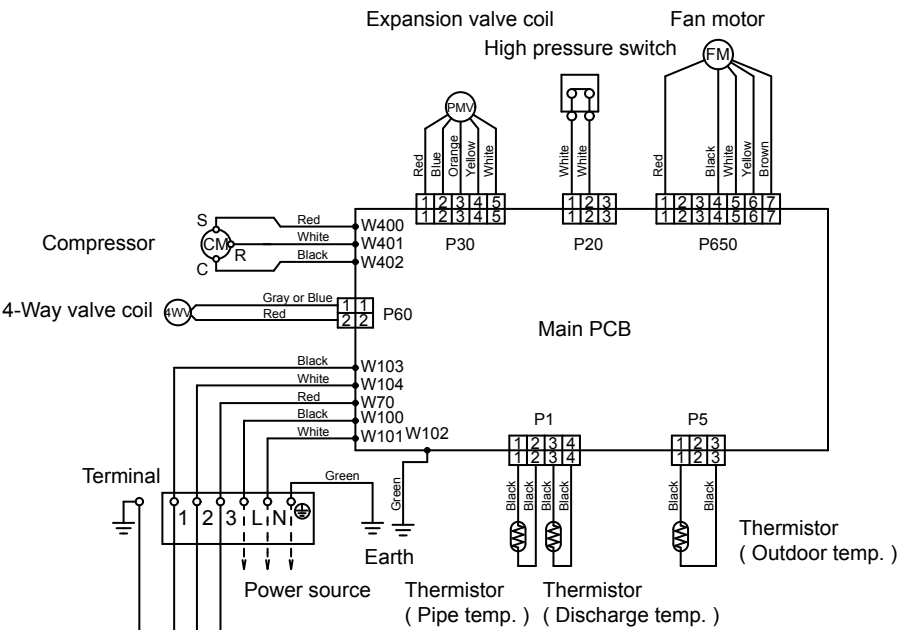 Expansion valve coil
Fan motor
High pressure switch
FM
PMV
Red
Blue
Orange
Yellow
White
White
White
Red
Black
White
Yellow
Brown
1 2 3 4 5
1 2 3 4 5
P30
1 2 3
1 2 3
P20
1 2 3 4 5 6 7
1 2 3 4 5 6 7
P650
Compressor
S
CM
R
C
Red
White
Black
W400
W401
W402
4-Way valve coil
4WV
Gray or Blue
Red
1 1
2 2
P60
Main PCB
Black
White
Red
Black
White
W103
W104
W70
W100
W101
W102
P1
1 2 3 4
1 2 3 4
P5
1 2 3
1 2 3
Terminal
Green
Green
1 2 3 L N
Earth
Power source
Black
Black
Black
Black
Black
Black
Thermistor
( Pipe temp. )
Thermistor
( Discharge temp. )
Thermistor
( Outdoor temp. )